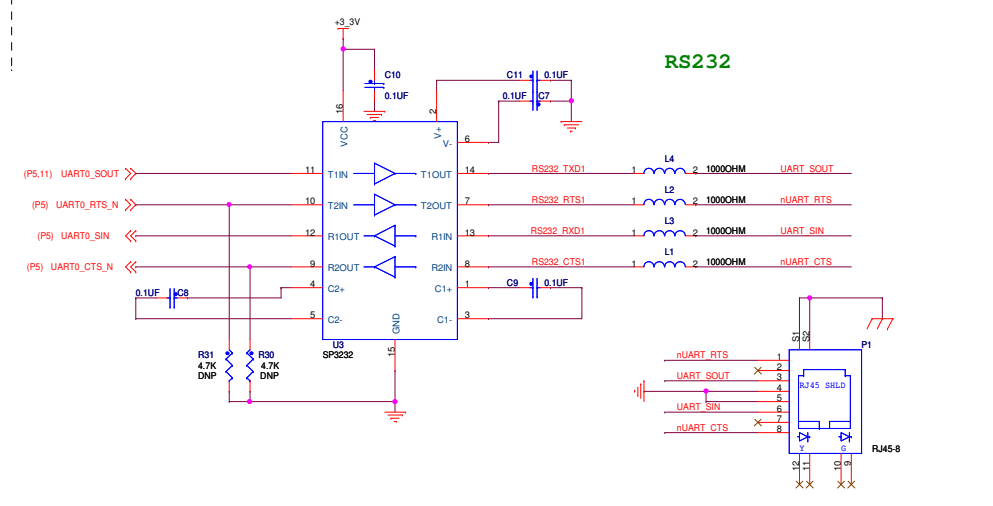 +3_3V
RS232
C10
0.1UF
C11 0.1UF
0.1UF C7
16
2
VCC
V+
V-
6
(P5,11) UART0_SOUT 11 T1IN T1OUT 14 RS232_TXD1 1 L4 2 1000OHM UART_SOUT
(P5) UART0_RTS_N 10 T2IN T2OUT 7 RS232_RTS1 1 L2 2 1000OHM nUART_RTS
(P5) UART0_SIN 12 R1OUT R1IN 13 RS232_RXD1 1 L3 2 1000OHM UART_SIN
(P5) UART0_CTS_N 9 R2OUT R2IN 8 RS232_CTS1 1 L1 2 1000OHM nUART_CTS
0.1UF C8 4 C2+ C1+ 1 C9 0.1UF
5 C2- C1- 3
GND
15
U3
SP3232
R31
4.7K
DNP
R30
4.7K
DNP
S1
S2
P1
nUART_RTS 1
2
UART_SOUT 3
4
5
UART_SIN 6
7
nUART_CTS 8
RJ45 SHLD
Y G
RJ45-8
12 11 10 9